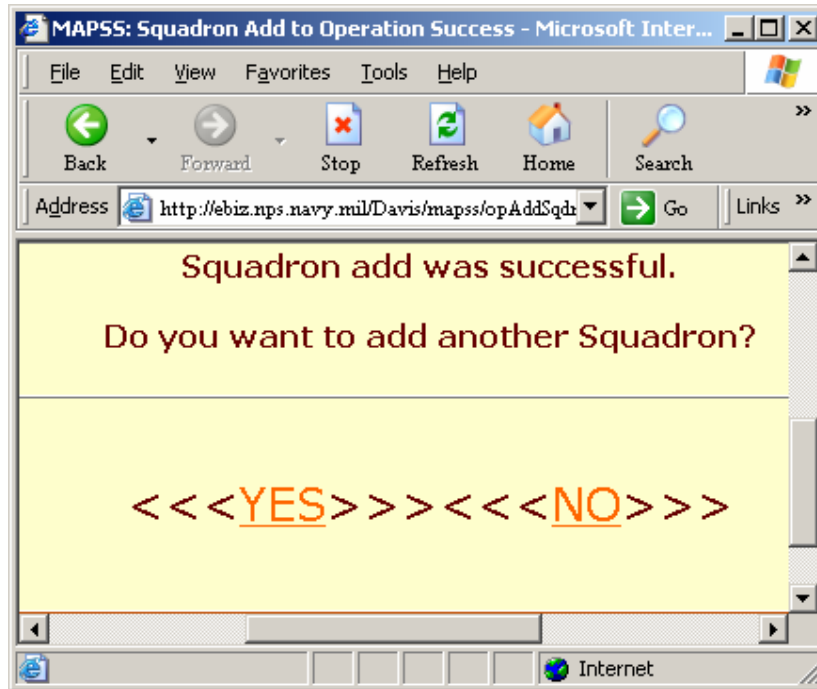 MAPSS: Squadron Add to Operation Success - Microsoft Inter...
File Edit View Favorites Tools Help
Back Forward Stop Refresh Home Search »
Address http://ebiz.nps.navy.mil/Davis/mapss/opAddSqdr Go Links »
Squadron add was successful.
Do you want to add another Squadron?
<<<YES>>><<<NO>>>
Internet